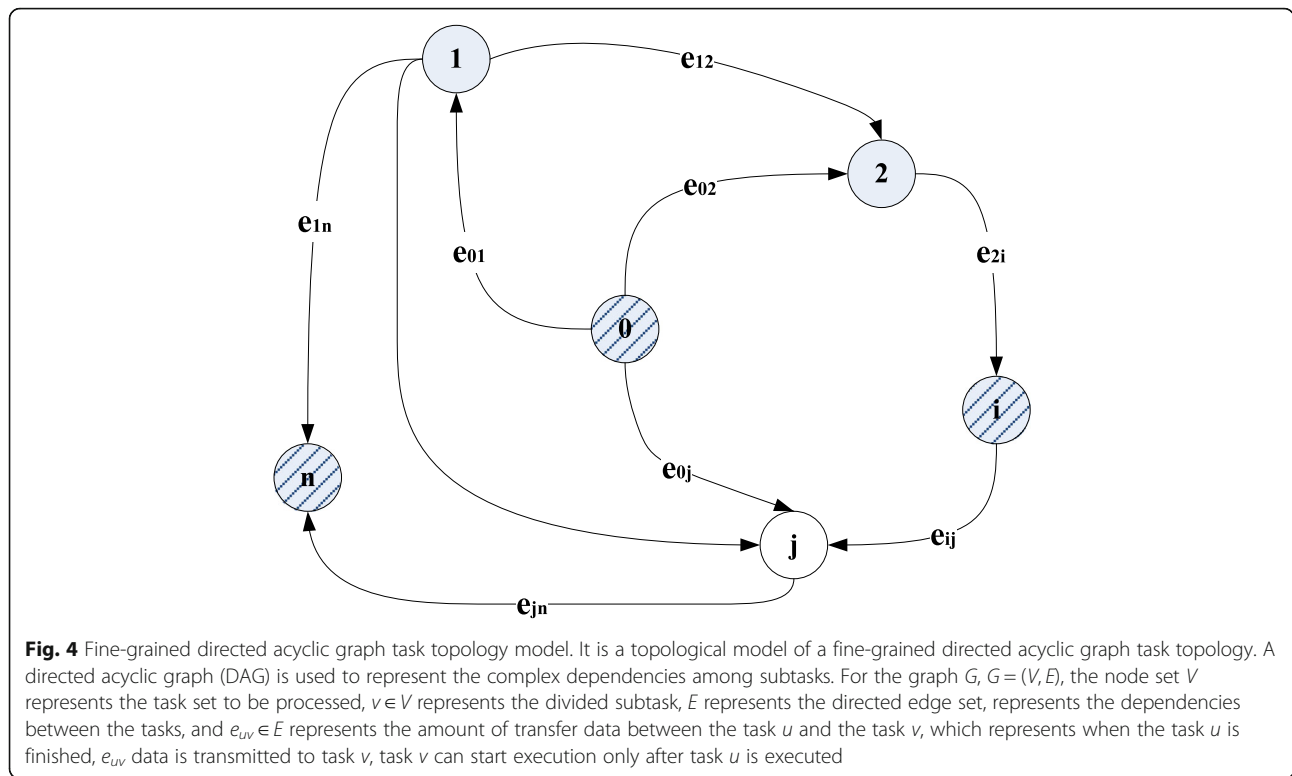 1
e12
2
e02
e1n
e01
e2i
0
i
e0j
n
j
eij
ejn
Fig. 4 Fine-grained directed acyclic graph task topology model. It is a topological model of a fine-grained directed acyclic graph task topology. A
directed acyclic graph (DAG) is used to represent the complex dependencies among subtasks. For the graph G, G = (V, E), the node set V
represents the task set to be processed, v ∈ V represents the divided subtask, E represents the directed edge set, represents the dependencies
between the tasks, and euv ∈ E represents the amount of transfer data between the task u and the task v, which represents when the task u is
finished, euv data is transmitted to task v, task v can start execution only after task u is executed